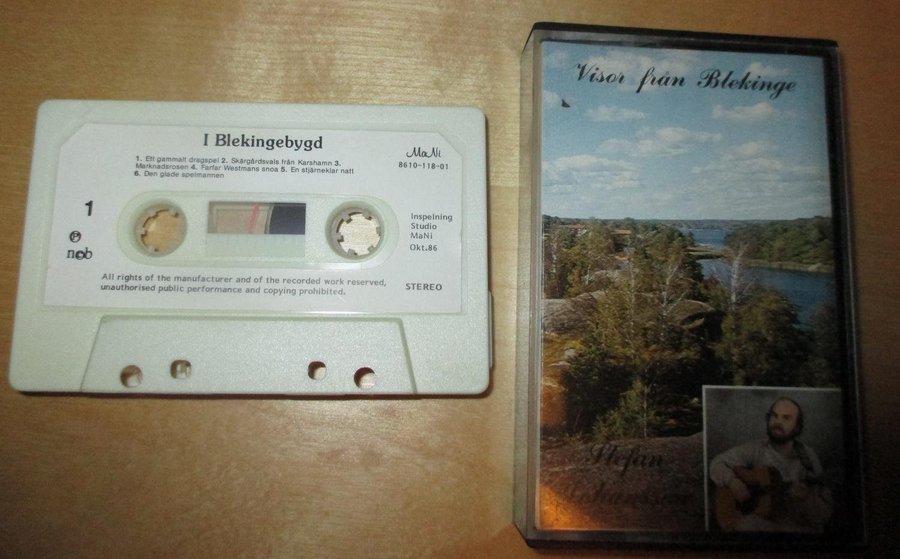 I Blekingebygd
1. Ett gammalt dragspel 2. Skärgårdsvals från Karshamn 3.
Marknadsrosen 4. Farfar Westmans snoa 5. En stjärneklar natt
6. Den glade spelmannen
MaNi
8610-118-01
1
P
ncb
Inspelning
Studio
MaNi
Okt.86
All rights of the manufacturer and of the recorded work reserved,
unauthorised public performance and copying prohibited.
STEREO
Visor från Blekinge
Stefan